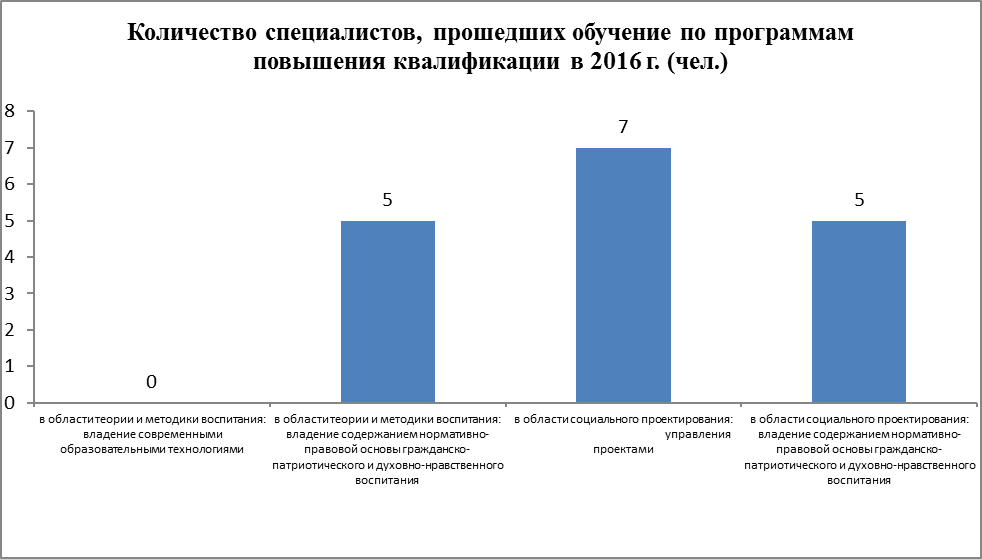 Количество специалистов, прошедших обучение по программам
повышения квалификации в 2016 г. (чел.)
8
7
6
5
4
3
2
1
0
0
5
7
5
в области теории и методики воспитания:
владение современными
образовательными технологиями
в области теории и методики воспитания:
владение содержанием нормативно-
правовой основы гражданско-
патриотического и духовно-нравственного
воспитания
в области социального проектирования:
управления
проектами
в области социального проектирования:
владение содержанием нормативно-
правовой основы гражданско-
патриотического и духовно-нравственного
воспитания